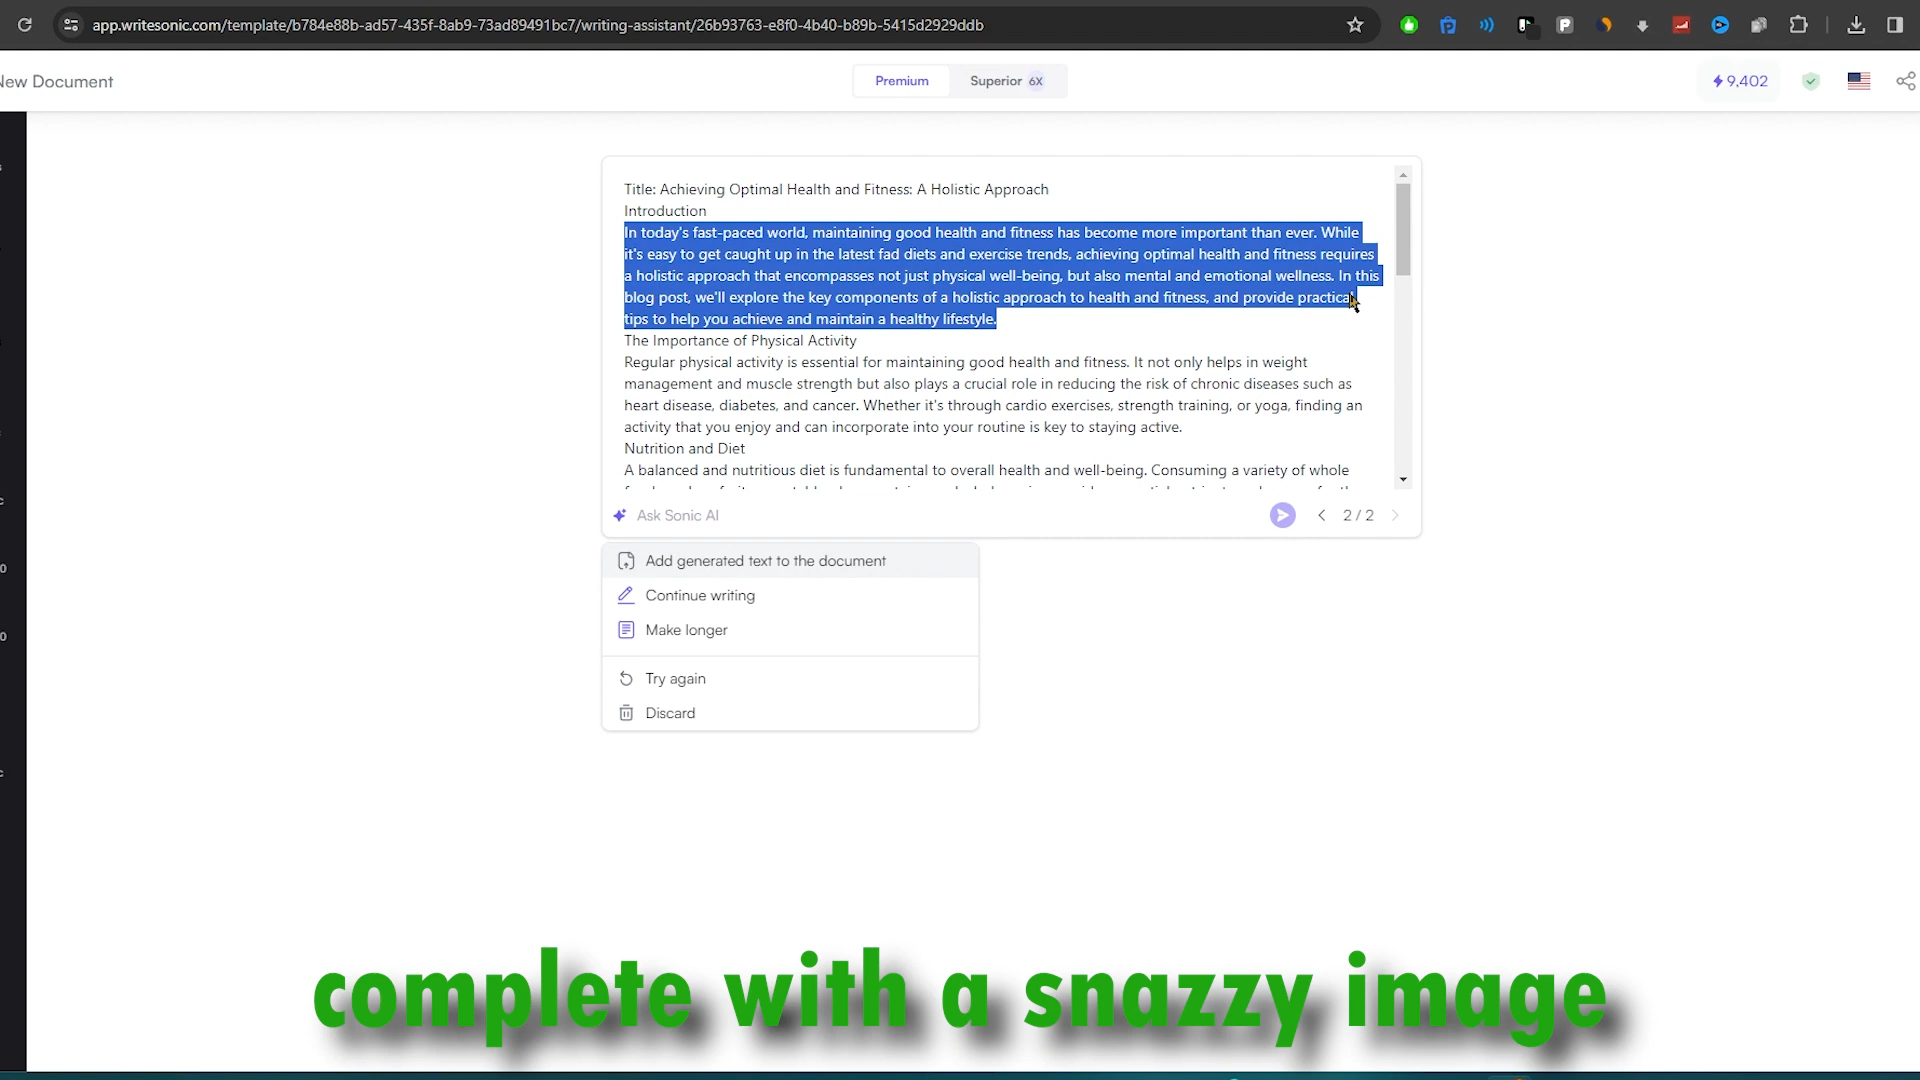 app.writesonic.com/template/b784e88b-ad57-435f-8ab9-73ad89491bc7/writing-assistant/26b93763-e8f0-4b40-b89b-5415d2929ddb
New Document
Premium
Superior 6X
9,402
Title: Achieving Optimal Health and Fitness: A Holistic Approach
Introduction
In today's fast-paced world, maintaining good health and fitness has become more important than ever. While
it's easy to get caught up in the latest fad diets and exercise trends, achieving optimal health and fitness requires
a holistic approach that encompasses not just physical well-being, but also mental and emotional wellness. In this
blog post, we'll explore the key components of a holistic approach to health and fitness, and provide practical
tips to help you achieve and maintain a healthy lifestyle.
The Importance of Physical Activity
Regular physical activity is essential for maintaining good health and fitness. It not only helps in weight
management and muscle strength but also plays a crucial role in reducing the risk of chronic diseases such as
heart disease, diabetes, and cancer. Whether it's through cardio exercises, strength training, or yoga, finding an
activity that you enjoy and can incorporate into your routine is key to staying active.
Nutrition and Diet
A balanced and nutritious diet is fundamental to overall health and well-being. Consuming a variety of whole
Ask Sonic AI
2 / 2
Add generated text to the document
Continue writing
Make longer
Try again
Discard
complete with a snazzy image